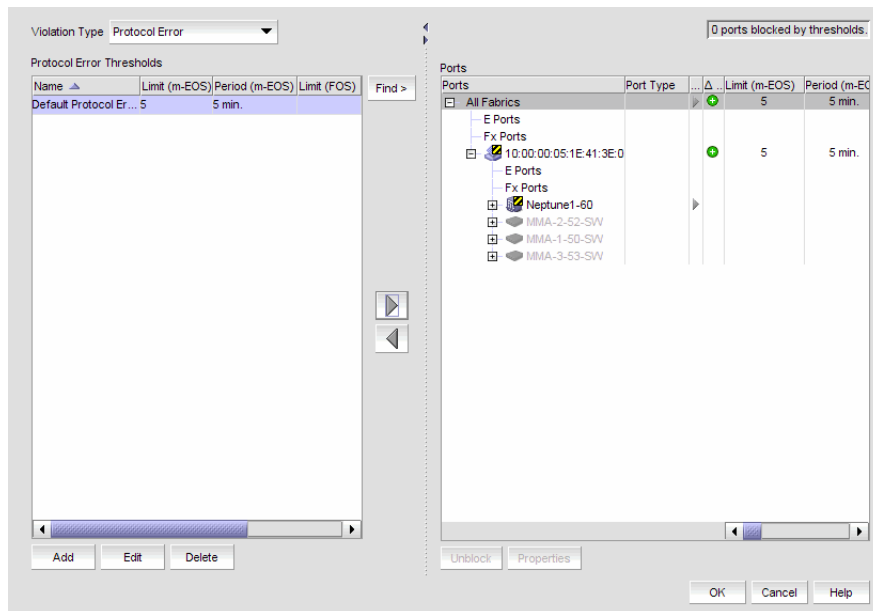 Violation Type Protocol Error
0 ports blocked by thresholds.
Protocol Error Thresholds
Name Limit (m-EOS) Period (m-EOS) Limit (FOS)
Default Protocol Er... 5 5 min.
Find >
Ports
Ports Port Type ... Δ .. Limit (m-EOS) Period (m-EO
All Fabrics 5 5 min.
E Ports
Fx Ports
10:00:00:05:1E:41:3E:0 5 5 min.
E Ports
Fx Ports
Neptune1-60
MMA-2-52-SW
MMA-1-50-SW
MMA-3-53-SW
Add Edit Delete
Unblock Properties
OK Cancel Help